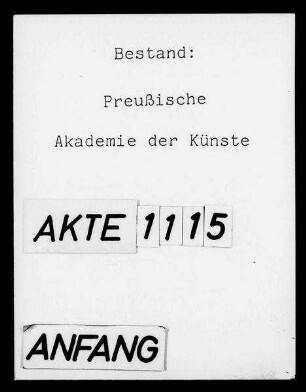 Bestand:
Preußische
Akademie der Künste
AKTE 1115
ANFANG